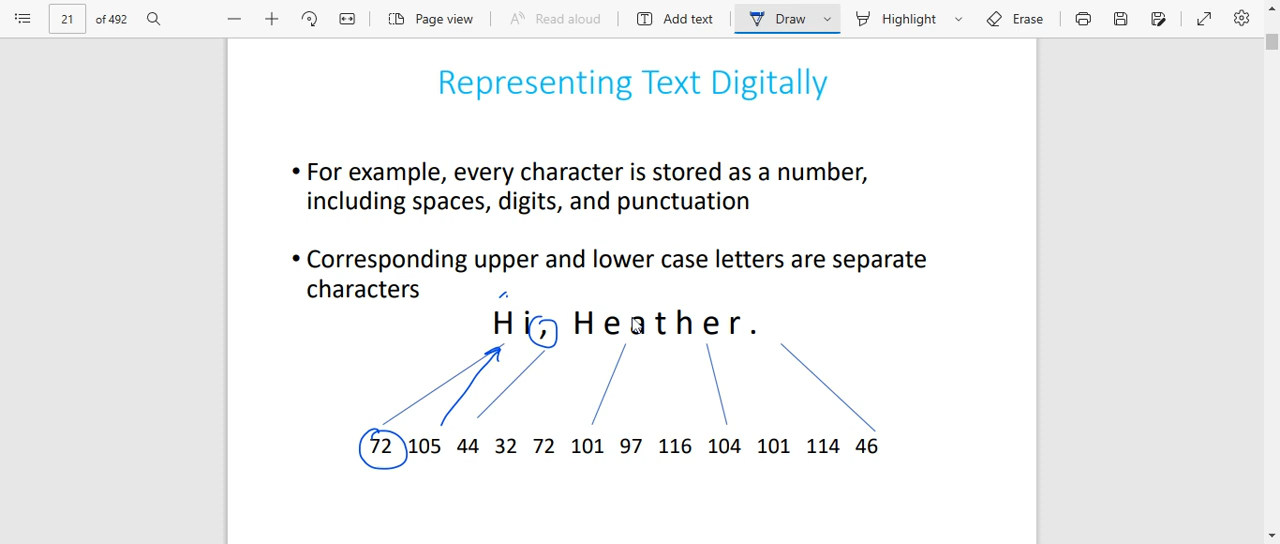 21 of 492 Page view Read aloud Add text Draw Highlight Erase
Representing Text Digitally
• For example, every character is stored as a number,
including spaces, digits, and punctuation
• Corresponding upper and lower case letters are separate
characters
Hi, Heather.
72 105 44 32 72 101 97 116 104 101 114 46